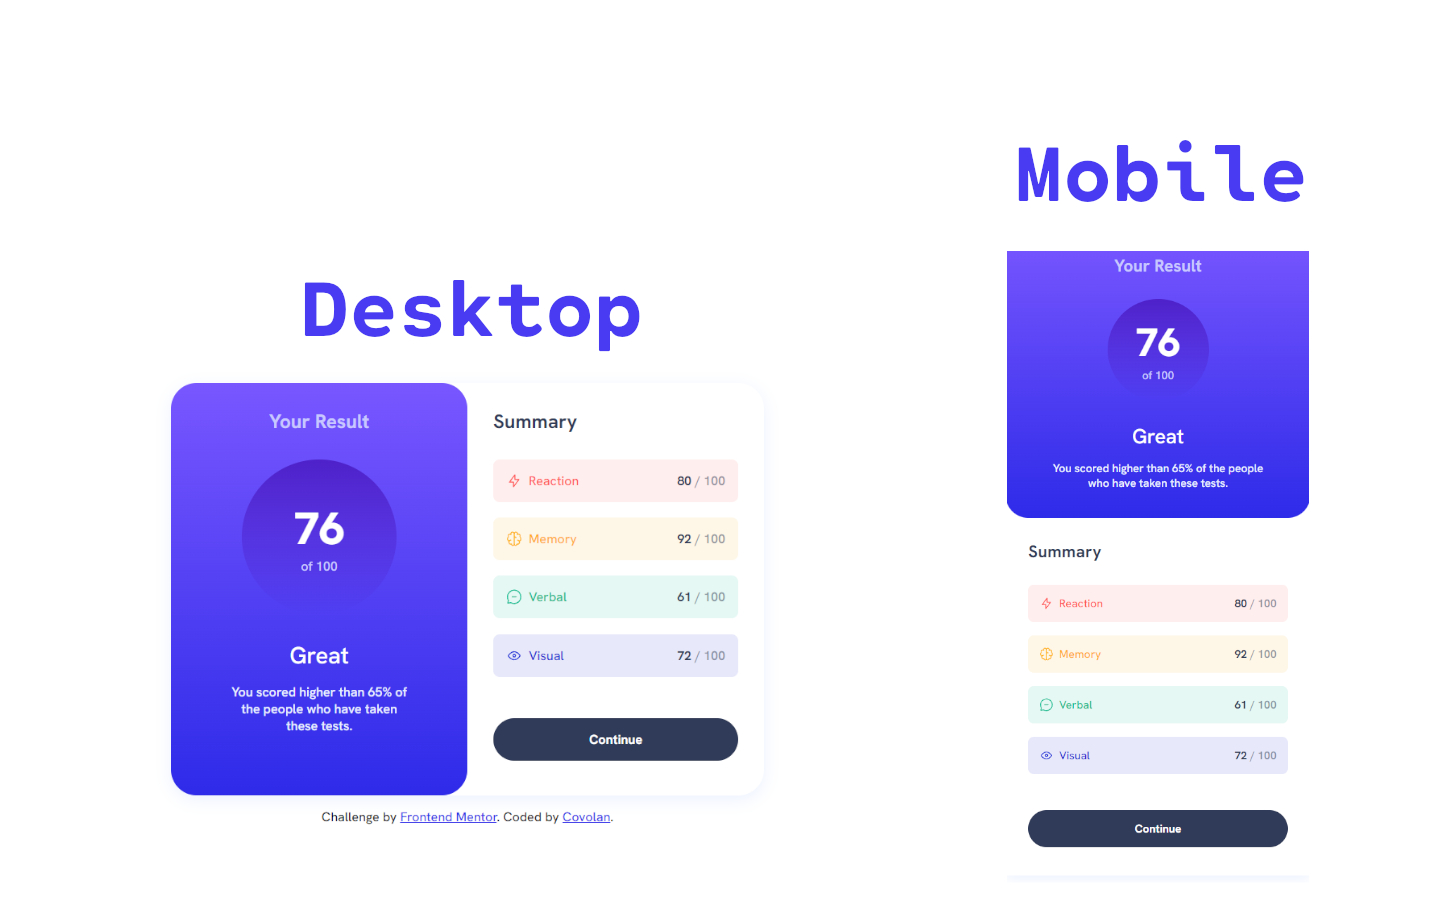 Desktop
Your Result
76
of 100
Great
You scored higher than 65% of
the people who have taken
these tests.
Summary
Reaction 80 / 100
Memory 92 / 100
Verbal 61 / 100
Visual 72 / 100
Continue
Challenge by Frontend Mentor. Coded by Covolan.
Mobile
Your Result
76
of 100
Great
You scored higher than 65% of the people
who have taken these tests.
Summary
Reaction 80 / 100
Memory 92 / 100
Verbal 61 / 100
Visual 72 / 100
Continue